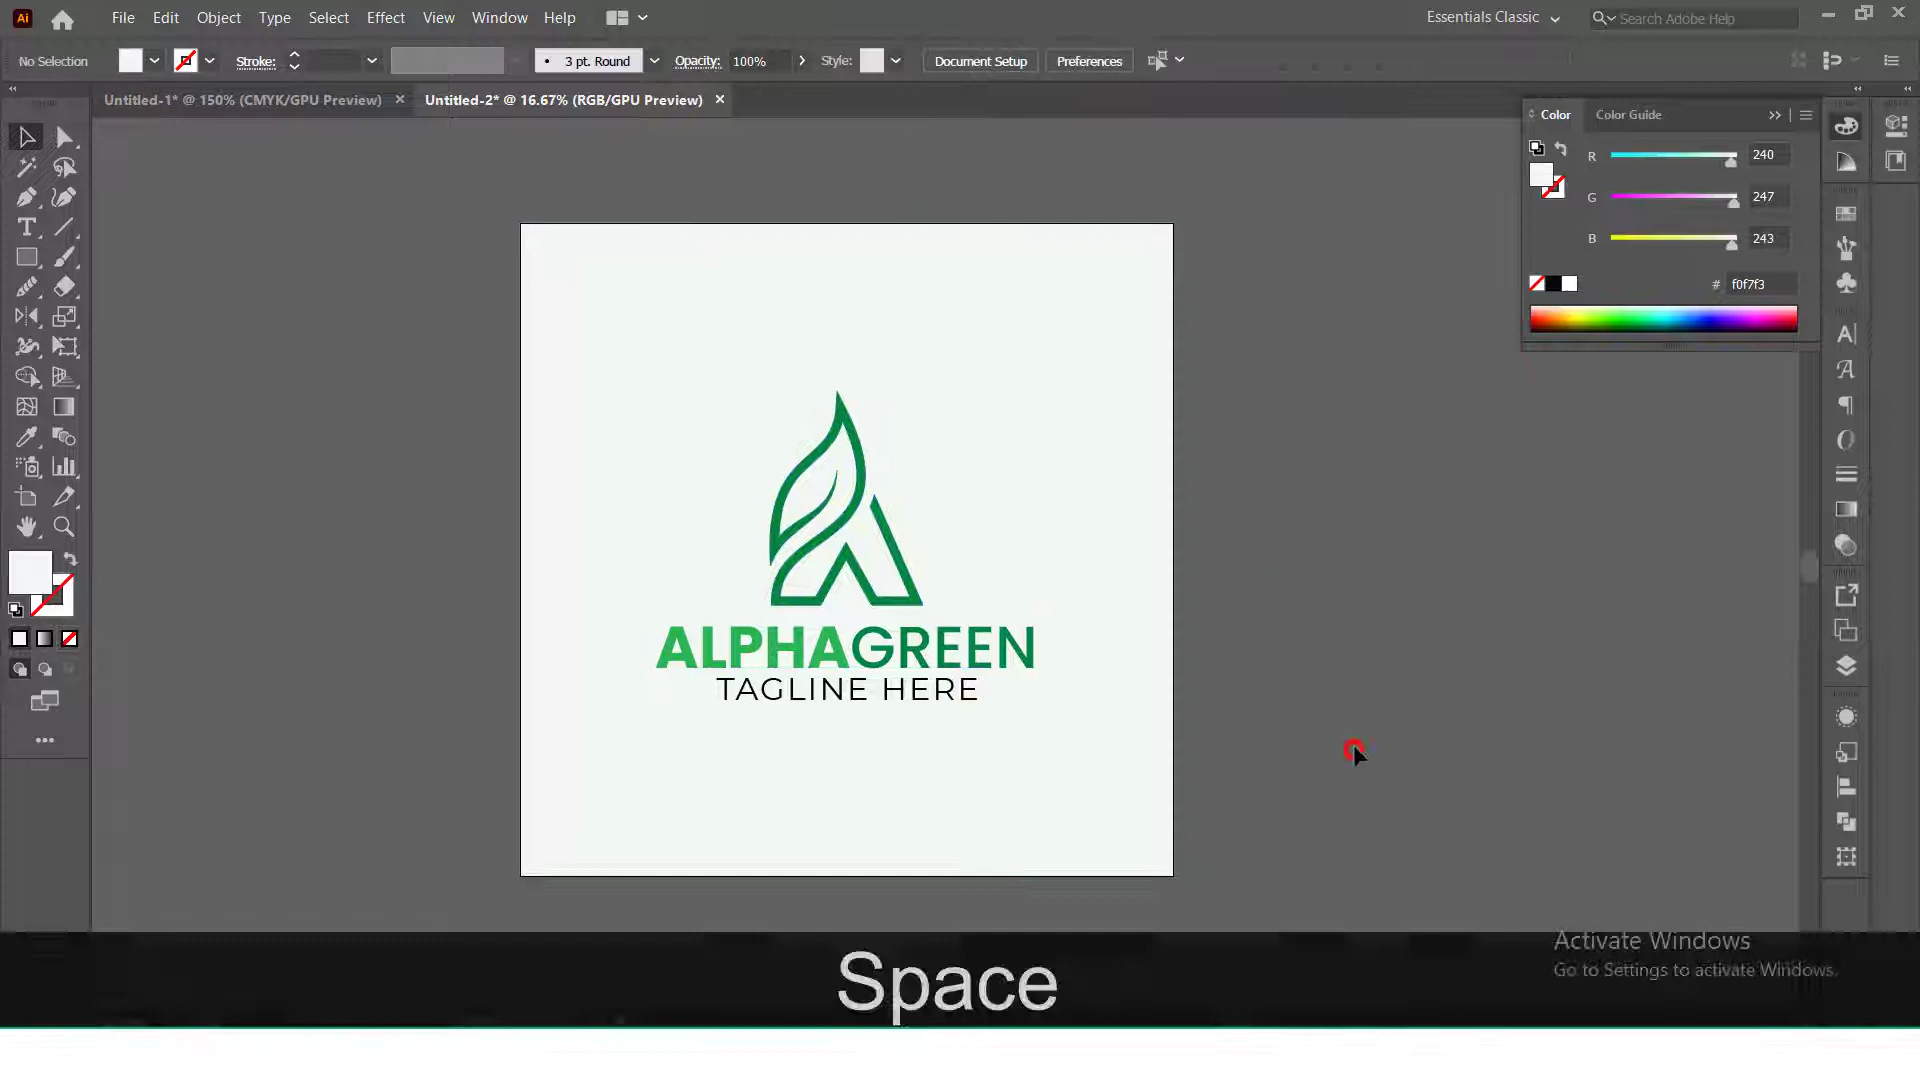 Ai File Edit Object Type Select Effect View Window Help Essentials Classic Search Adobe Help
No Selection Stroke: 3 pt. Round Opacity: 100% Style: Document Setup Preferences
Untitled-1* @ 150% (CMYK/GPU Preview) × Untitled-2* @ 16.67% (RGB/GPU Preview) ×
Color Color Guide
R 240
G 247
B 243
# f0f7f3
ALPHAGREEN
TAGLINE HERE
Activate Windows
Go to Settings to activate Windows.
Space